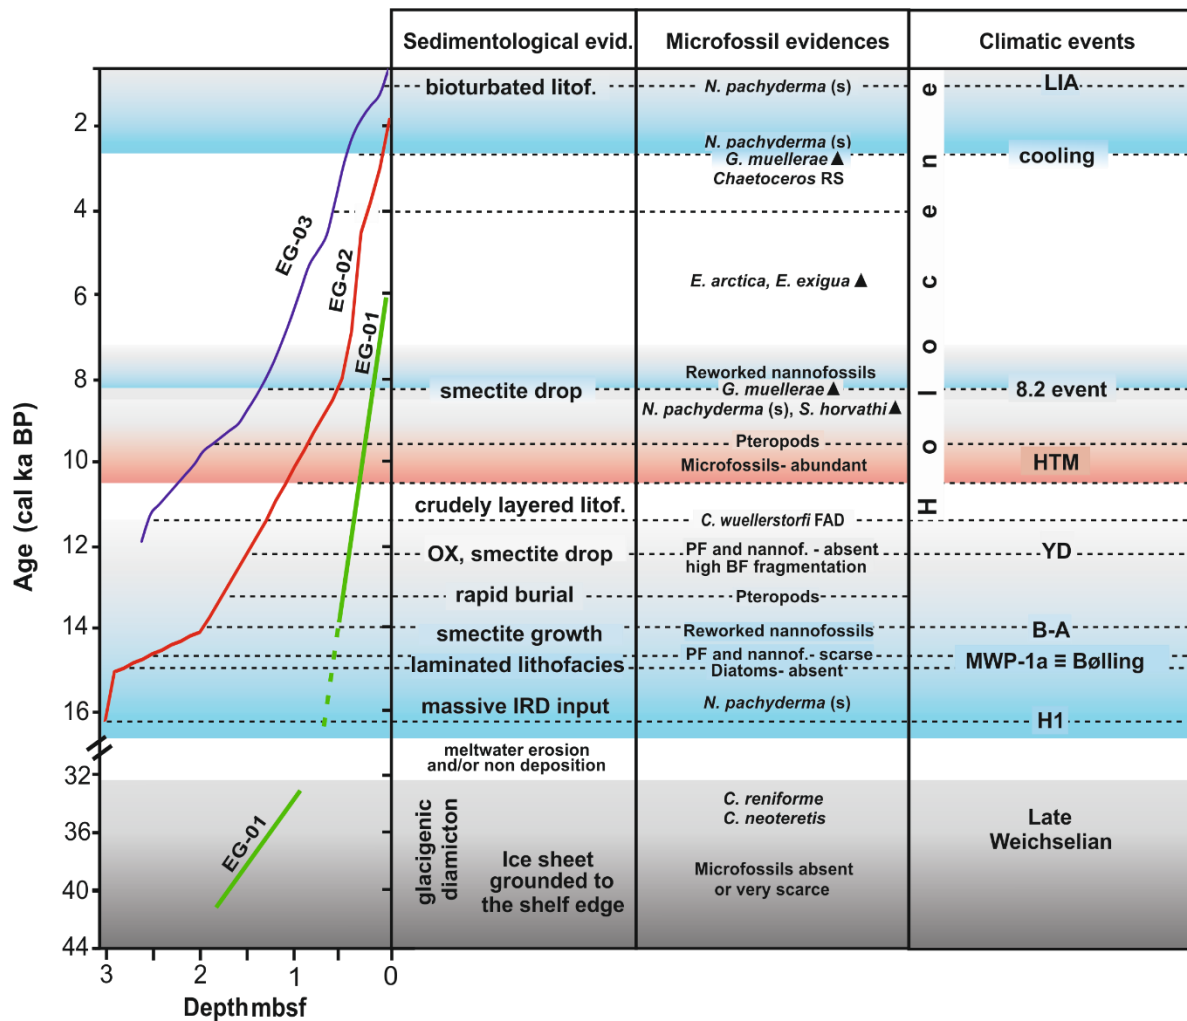 Sedimentological evid.
Microfossil evidences
Climatic events
bioturbated litof.
N. pachyderma (s)
LIA
2
N. pachyderma (s)
G. muellerae ▲
cooling
Chaetoceros RS
4
EG-03
EG-02
EG-01
E. arctica, E. exigua ▲
6
Holocene
Reworked nannofossils
8
smectite drop
G. muellerae ▲
8.2 event
N. pachyderma (s), S. horvathi ▲
Pteropods
10
Microfossils- abundant
HTM
crudely layered litof.
C. wuellerstorfi FAD
12
OX, smectite drop
PF and nannof. - absent
high BF fragmentation
YD
rapid burial
Pteropods
14
smectite growth
Reworked nannofossils
B-A
laminated lithofacies
PF and nannof.- scarse
Diatoms- absent
MWP-1a ≡ Bølling
16
massive IRD input
N. pachyderma (s)
H1
meltwater erosion
and/or non deposition
32
C. reniforme
C. neoteretis
Late
Weichselian
36
EG-01
glacigenic
diamicton
Ice sheet
grounded to
the shelf edge
Microfossils absent
or very scarce
40
44
3 2 1 0
Depth mbsf
Age (cal ka BP)